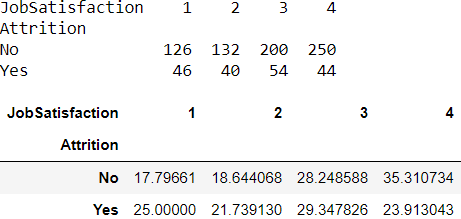 JobSatisfaction 1 2 3 4
Attrition
No 126 132 200 250
Yes 46 40 54 44
JobSatisfaction 1 2 3 4
Attrition
No 17.79661 18.644068 28.248588 35.310734
Yes 25.00000 21.739130 29.347826 23.913043